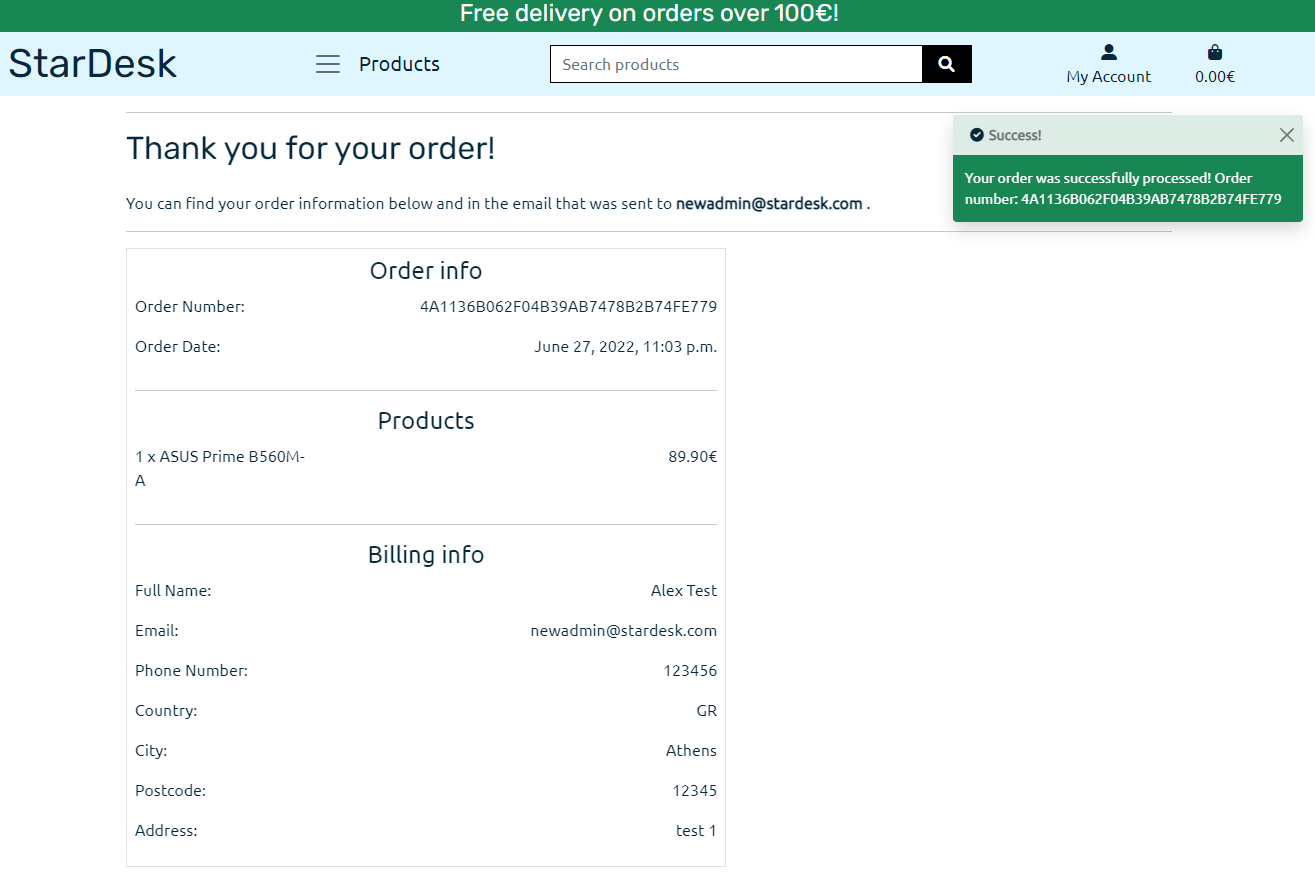 Free delivery on orders over 100€!
StarDesk
Products
Search products
My Account
0.00€
Thank you for your order!
You can find your order information below and in the email that was sent to newadmin@stardesk.com .
Success!
Your order was successfully processed! Order
number: 4A1136B062F04B39AB7478B2B74FE779
Order info
Order Number: 4A1136B062F04B39AB7478B2B74FE779
Order Date: June 27, 2022, 11:03 p.m.
Products
1 x ASUS Prime B560M- 89.90€
A
Billing info
Full Name: Alex Test
Email: newadmin@stardesk.com
Phone Number: 123456
Country: GR
City: Athens
Postcode: 12345
Address: test 1